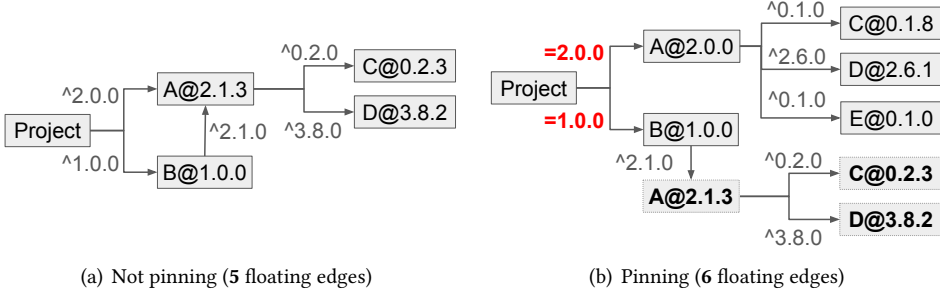 ^2.0.0
^1.0.0
Project
A@2.1.3
^2.1.0
B@1.0.0
^0.2.0
C@0.2.3
D@3.8.2
^3.8.0
(a) Not pinning (5 floating edges)
=2.0.0
Project
=1.0.0
A@2.0.0
^0.1.0
C@0.1.8
^2.6.0
D@2.6.1
^0.1.0
E@0.1.0
B@1.0.0
^2.1.0
A@2.1.3
^0.2.0
C@0.2.3
D@3.8.2
^3.8.0
(b) Pinning (6 floating edges)